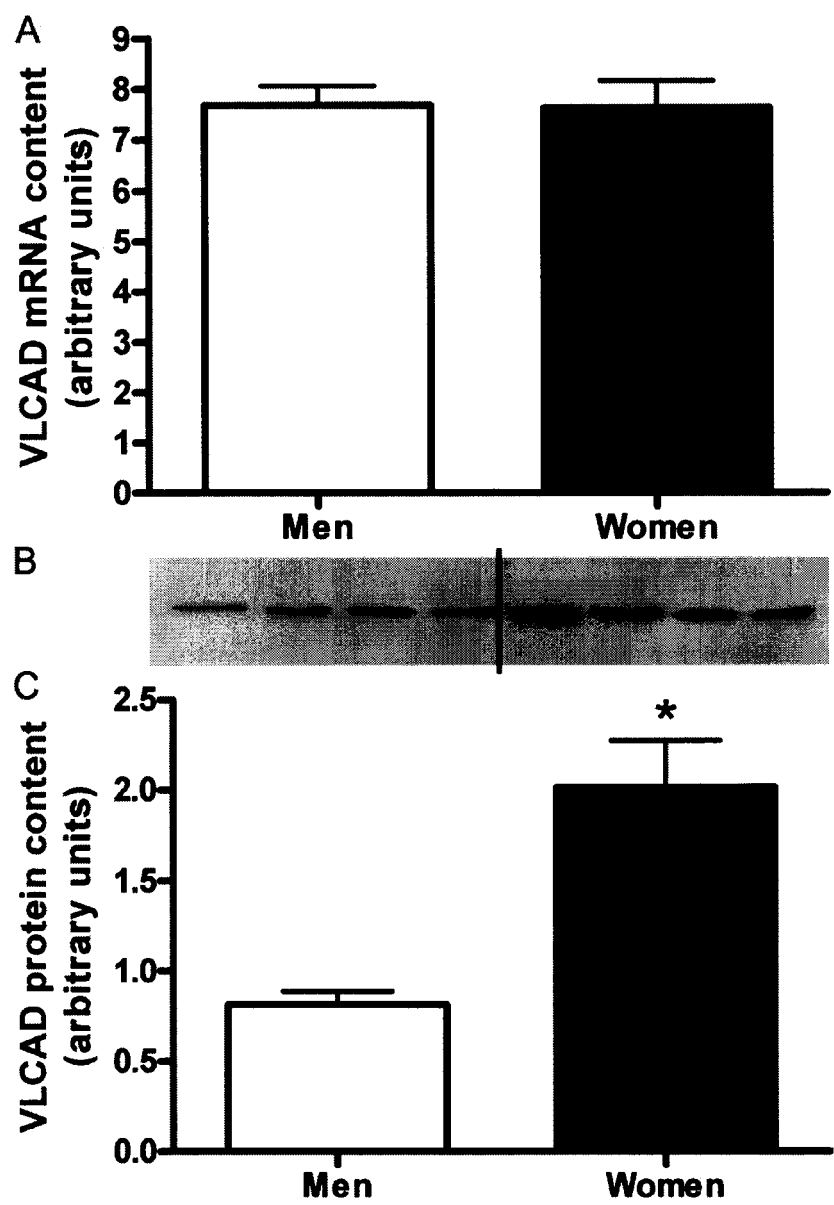 A
VLCAD mRNA content
(arbitrary units)
9
8
7
6
5
4
3
2
1
0
Men Women
B
C
VLCAD protein content
(arbitrary units)
2.5
2.0
1.5
1.0
0.5
0.0
*
Men Women